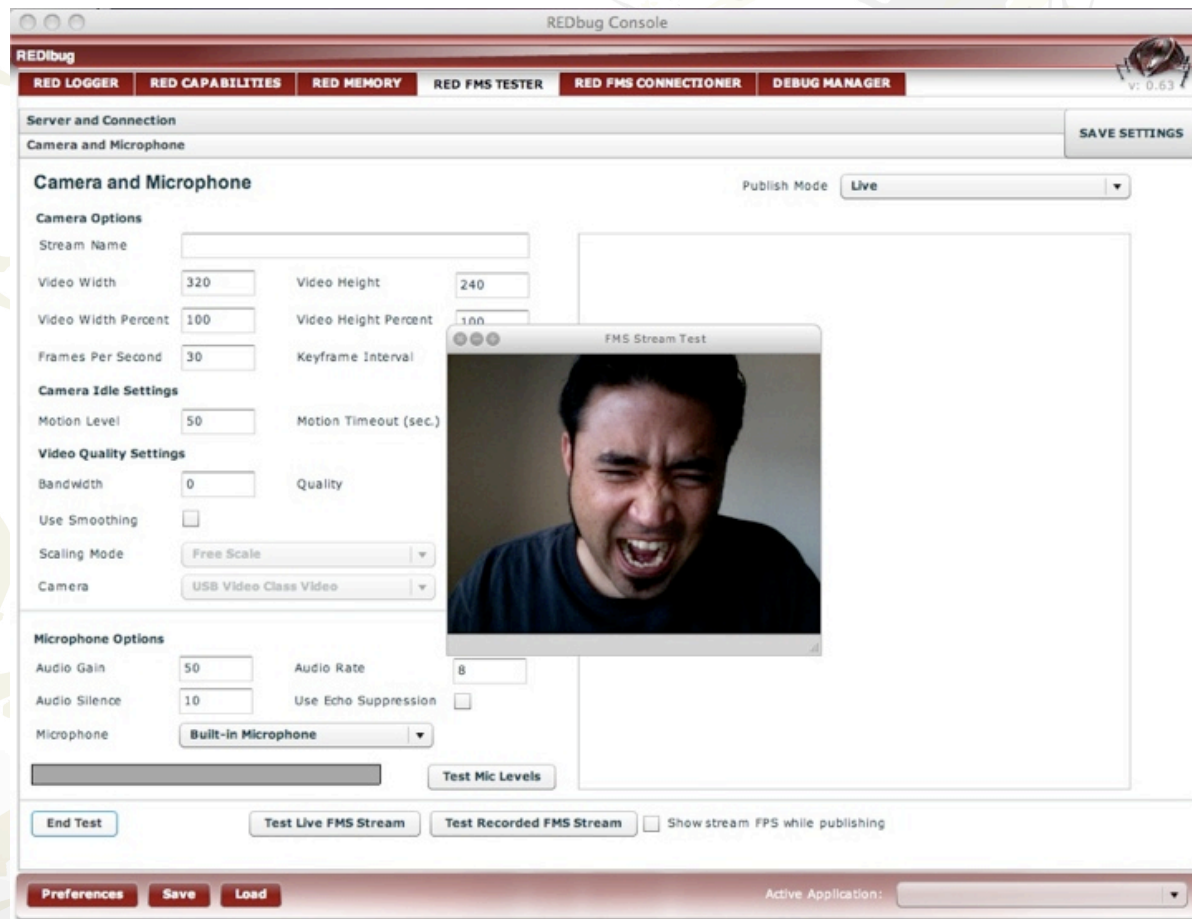 REDbug Console
REDIbug
RED LOGGER RED CAPABILITIES RED MEMORY RED FMS TESTER RED FMS CONNECTIONER DEBUG MANAGER
v: 0.63
Server and Connection
SAVE SETTINGS
Camera and Microphone
Camera and Microphone
Publish Mode Live
Camera Options
Stream Name
Video Width 320 Video Height 240
Video Width Percent 100 Video Height Percent 100
FMS Stream Test
Frames Per Second 30 Keyframe Interval
Camera Idle Settings
Motion Level 50 Motion Timeout (sec.)
Video Quality Settings
Bandwidth 0 Quality
Use Smoothing
Scaling Mode Free Scale
Camera USB Video Class Video
Microphone Options
Audio Gain 50 Audio Rate 8
Audio Silence 10 Use Echo Suppression
Microphone Built-in Microphone
Test Mic Levels
End Test Test Live FMS Stream Test Recorded FMS Stream Show stream FPS while publishing
Preferences Save Load Active Application: